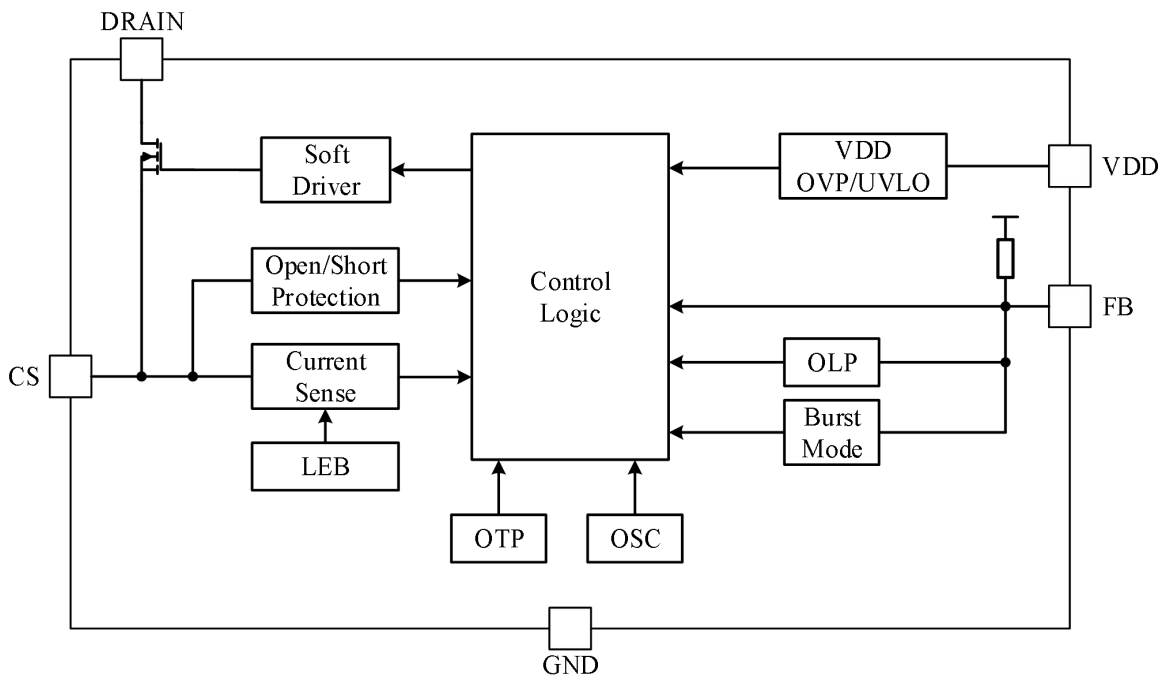 DRAIN
Soft
Driver
VDD
OVP/UVLO
VDD
Open/Short
Protection
Control
Logic
FB
CS
Current
Sense
OLP
Burst
Mode
LEB
OTP
OSC
GND